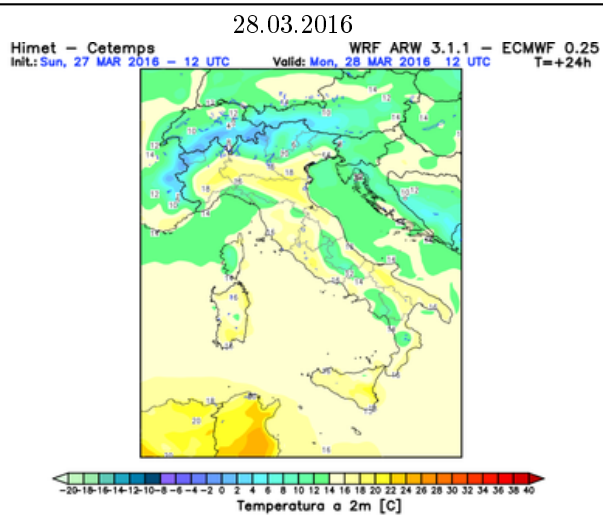 28.03.2016
Himet - Cetemps WRF ARW 3.1.1 - ECMWF 0.25
Init.: Sun, 27 MAR 2016 - 12 UTC Valid: Mon, 28 MAR 2016 12 UTC T=+24h
-20 -18 -16 -14 -12 -10 -8 -6 -4 -2 0 2 4 6 8 10 12 14 16 18 20 22 24 26 28 30 32 34 36 38 40
Temperatura a 2m [C]